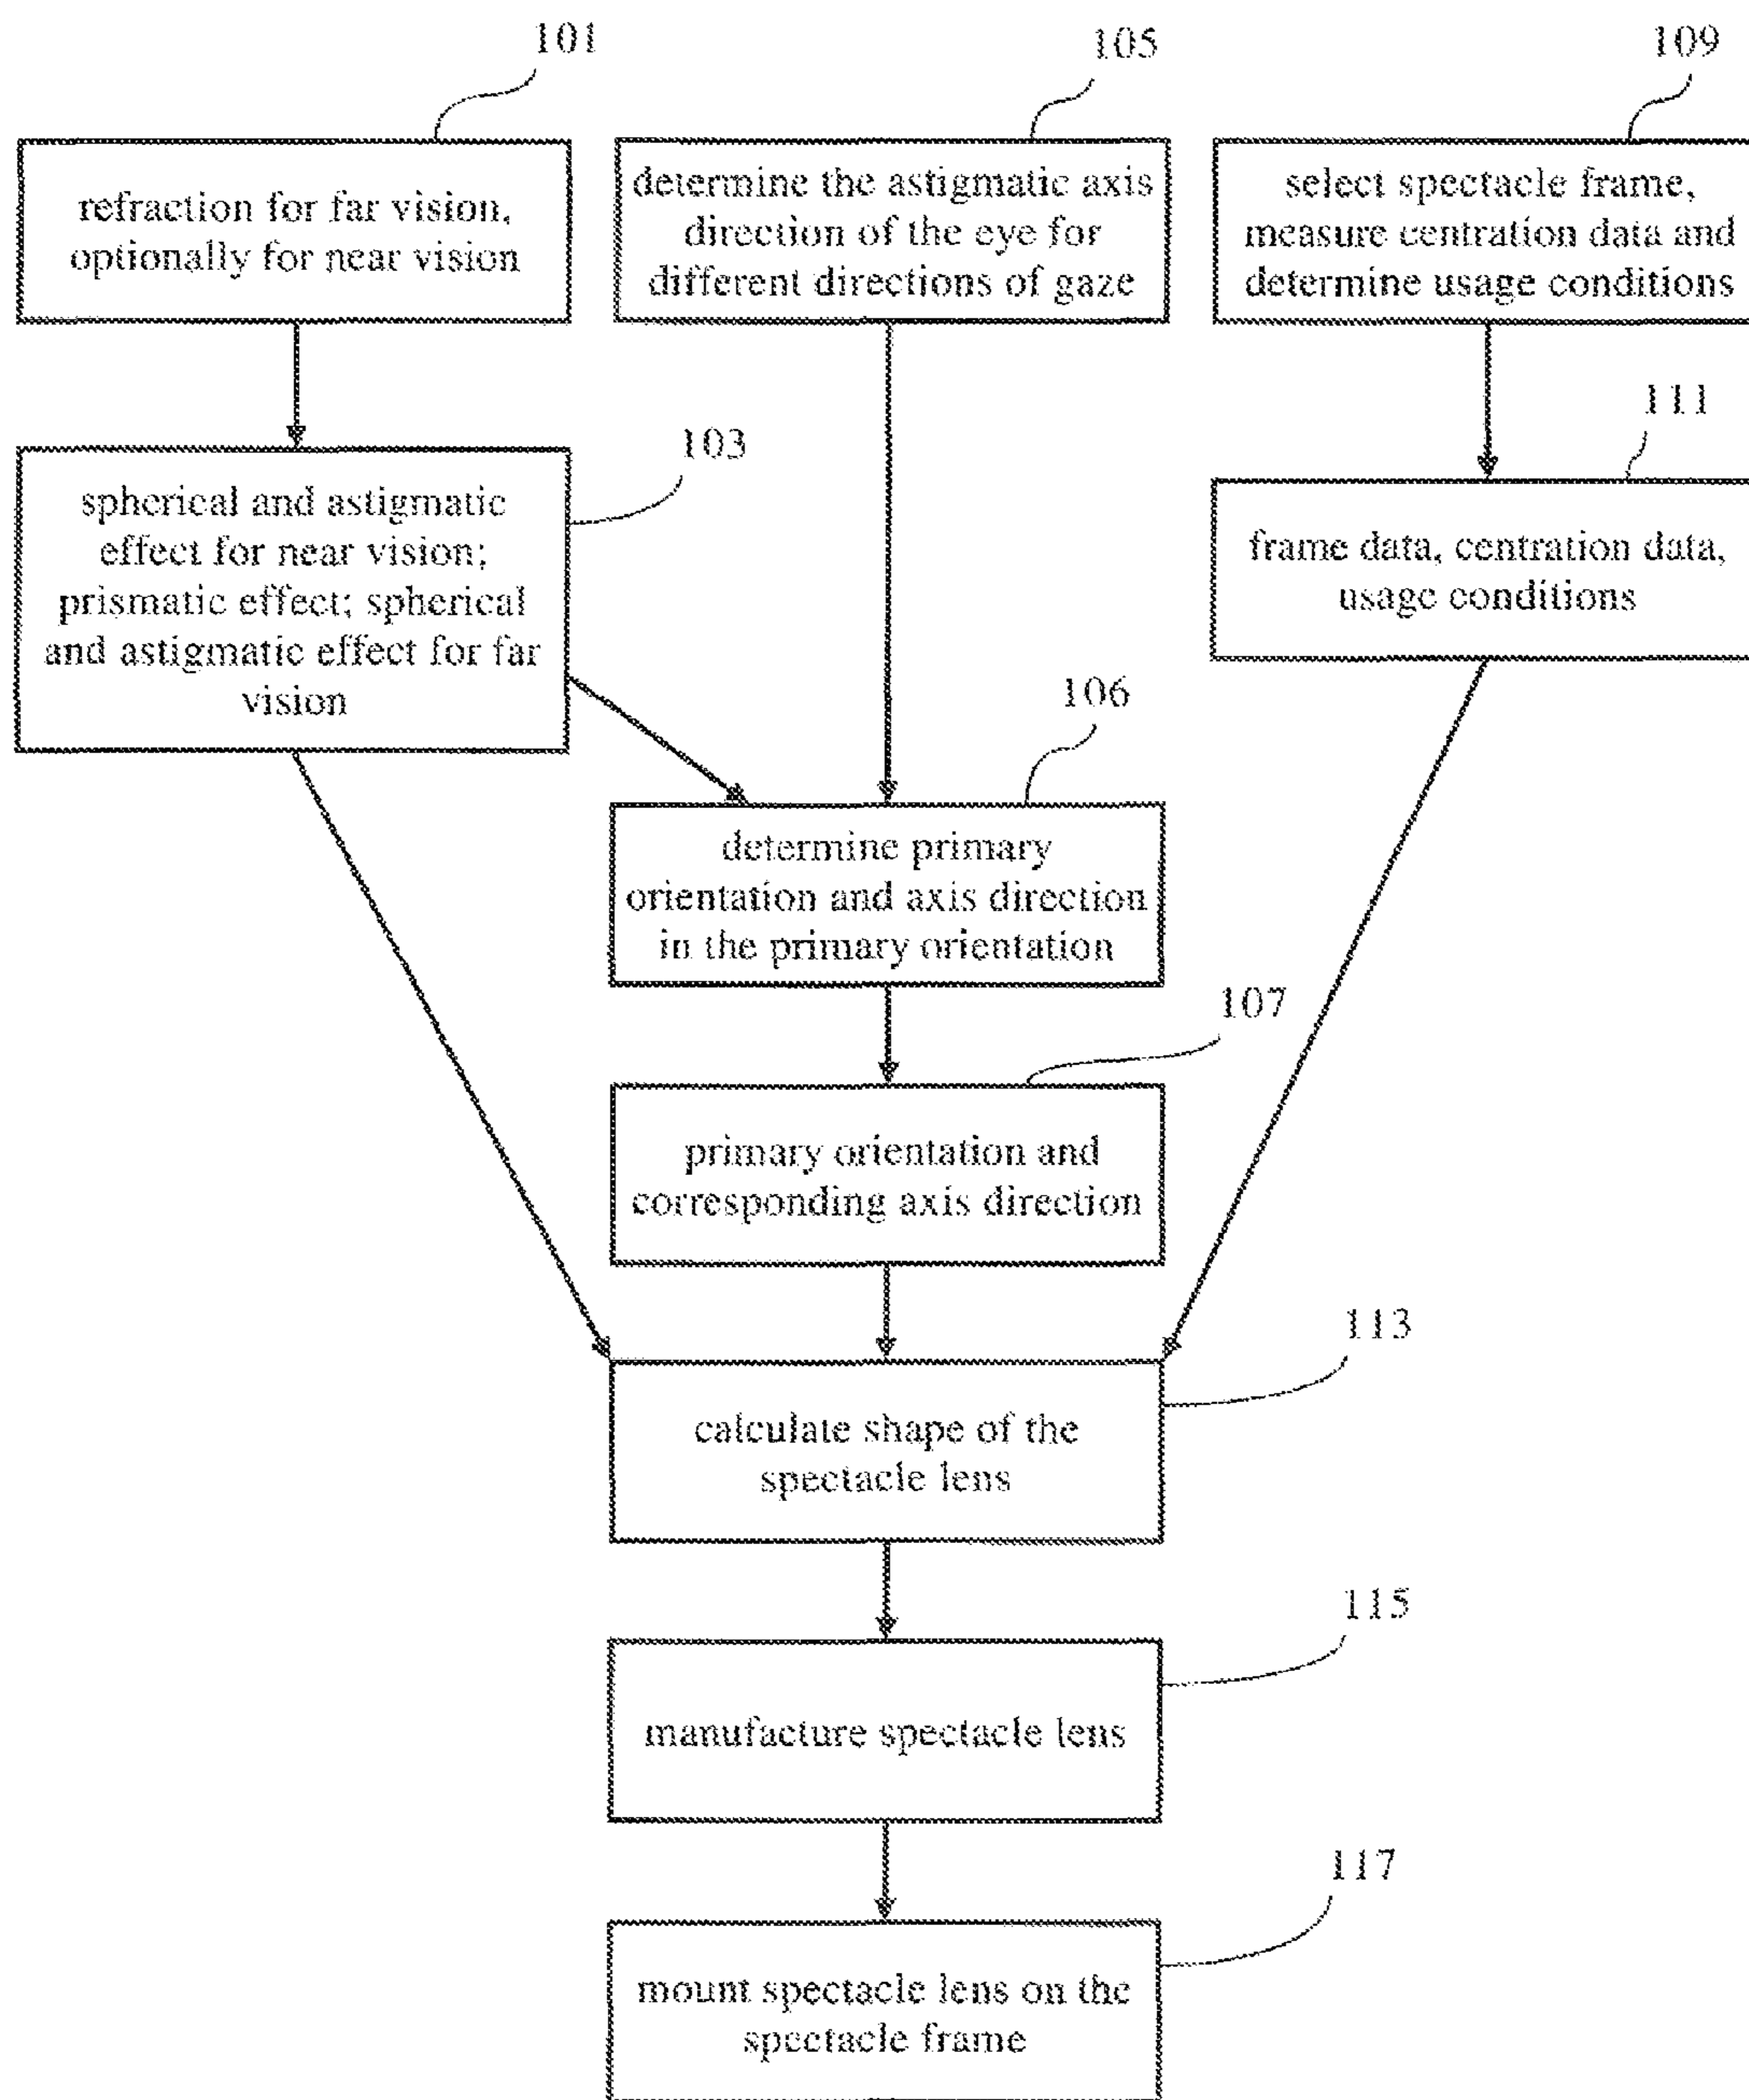 101
105
109
refraction for far vision,
optionally for near vision
determine the astigmatic axis
direction of the eye for
different directions of gaze
select spectacle frame,
measure centration data and
determine usage conditions
103
111
spherical and astigmatic
effect for near vision;
prismatic effect; spherical
and astigmatic effect for far
vision
frame data, centration data,
usage conditions
106
determine primary
orientation and axis direction
in the primary orientation
107
primary orientation and
corresponding axis direction
113
calculate shape of the
spectacle lens
115
manufacture spectacle lens
117
mount spectacle lens on the
spectacle frame